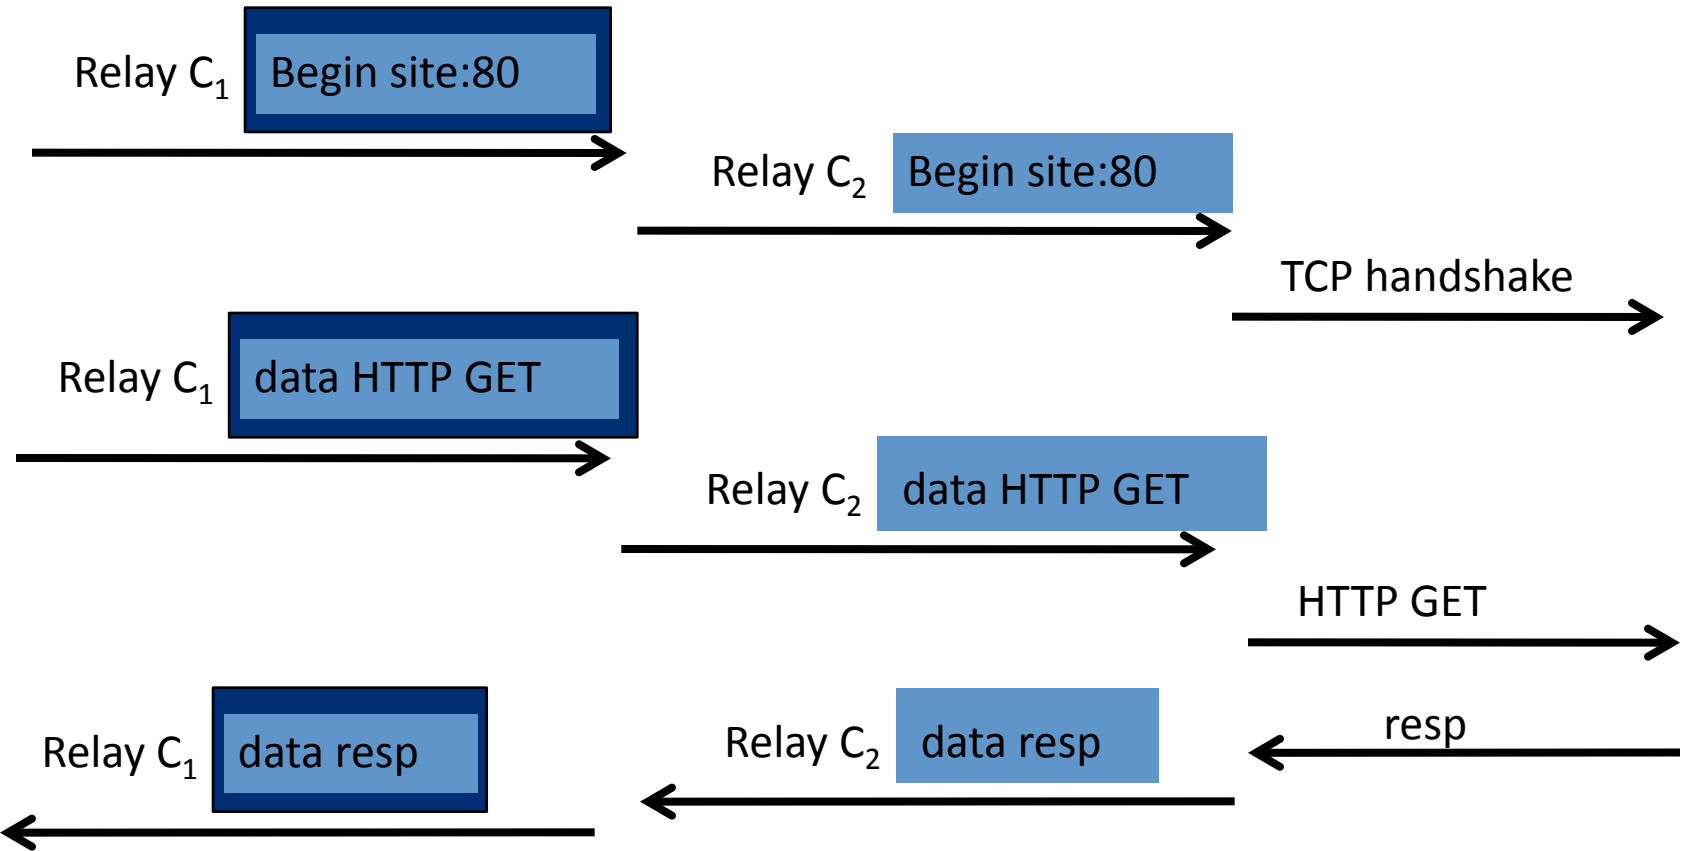 Relay C₁ Begin site:80
Relay C₂ Begin site:80
TCP handshake
Relay C₁ data HTTP GET
Relay C₂ data HTTP GET
HTTP GET
resp
Relay C₂ data resp
Relay C₁ data resp